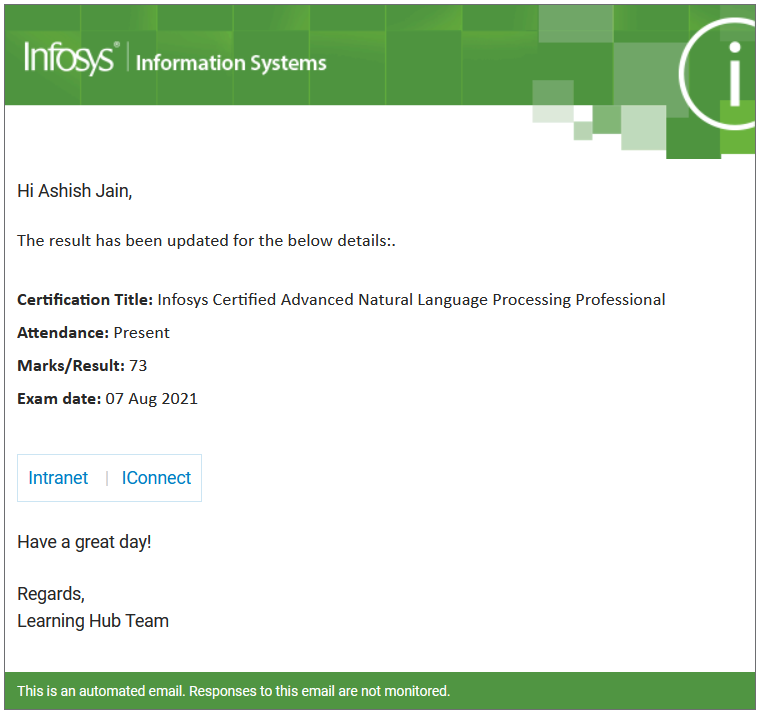 Infosys® | Information Systems
Hi Ashish Jain,
The result has been updated for the below details:.
Certification Title: Infosys Certified Advanced Natural Language Processing Professional
Attendance: Present
Marks/Result: 73
Exam date: 07 Aug 2021
Intranet | IConnect
Have a great day!
Regards,
Learning Hub Team
This is an automated email. Responses to this email are not monitored.